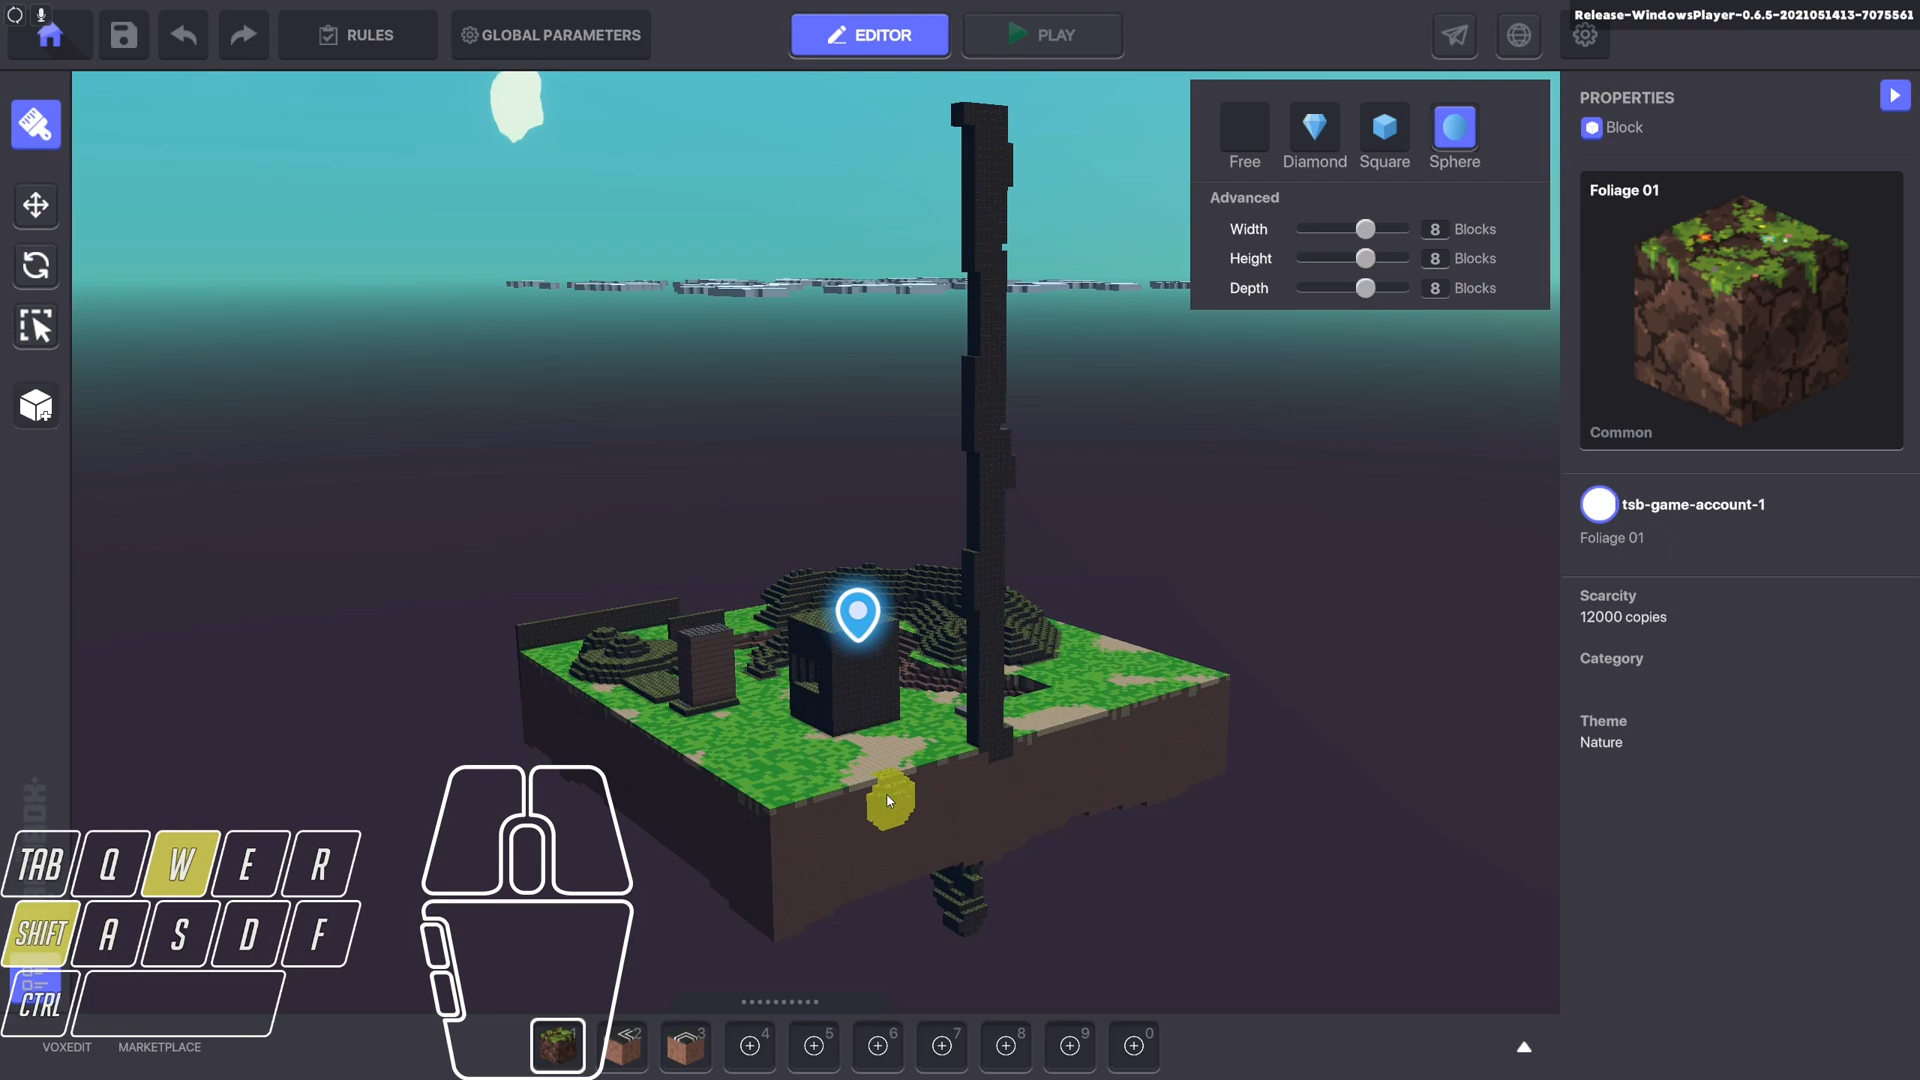 Release-WindowsPlayer-0.6.5-2021051413-7075561
RULES
GLOBAL PARAMETERS
EDITOR
PLAY
Free
Diamond
Square
Sphere
Advanced
Width 8 Blocks
Height 8 Blocks
Depth 8 Blocks
PROPERTIES
Block
Foliage 01
Common
tsb-game-account-1
Foliage 01
Scarcity
12000 copies
Category
Theme
Nature
TAB Q W E R
SHIFT A S D F
CTRL
VOXEDIT MARKETPLACE
1 2 3 4 5 6 7 8 9 0